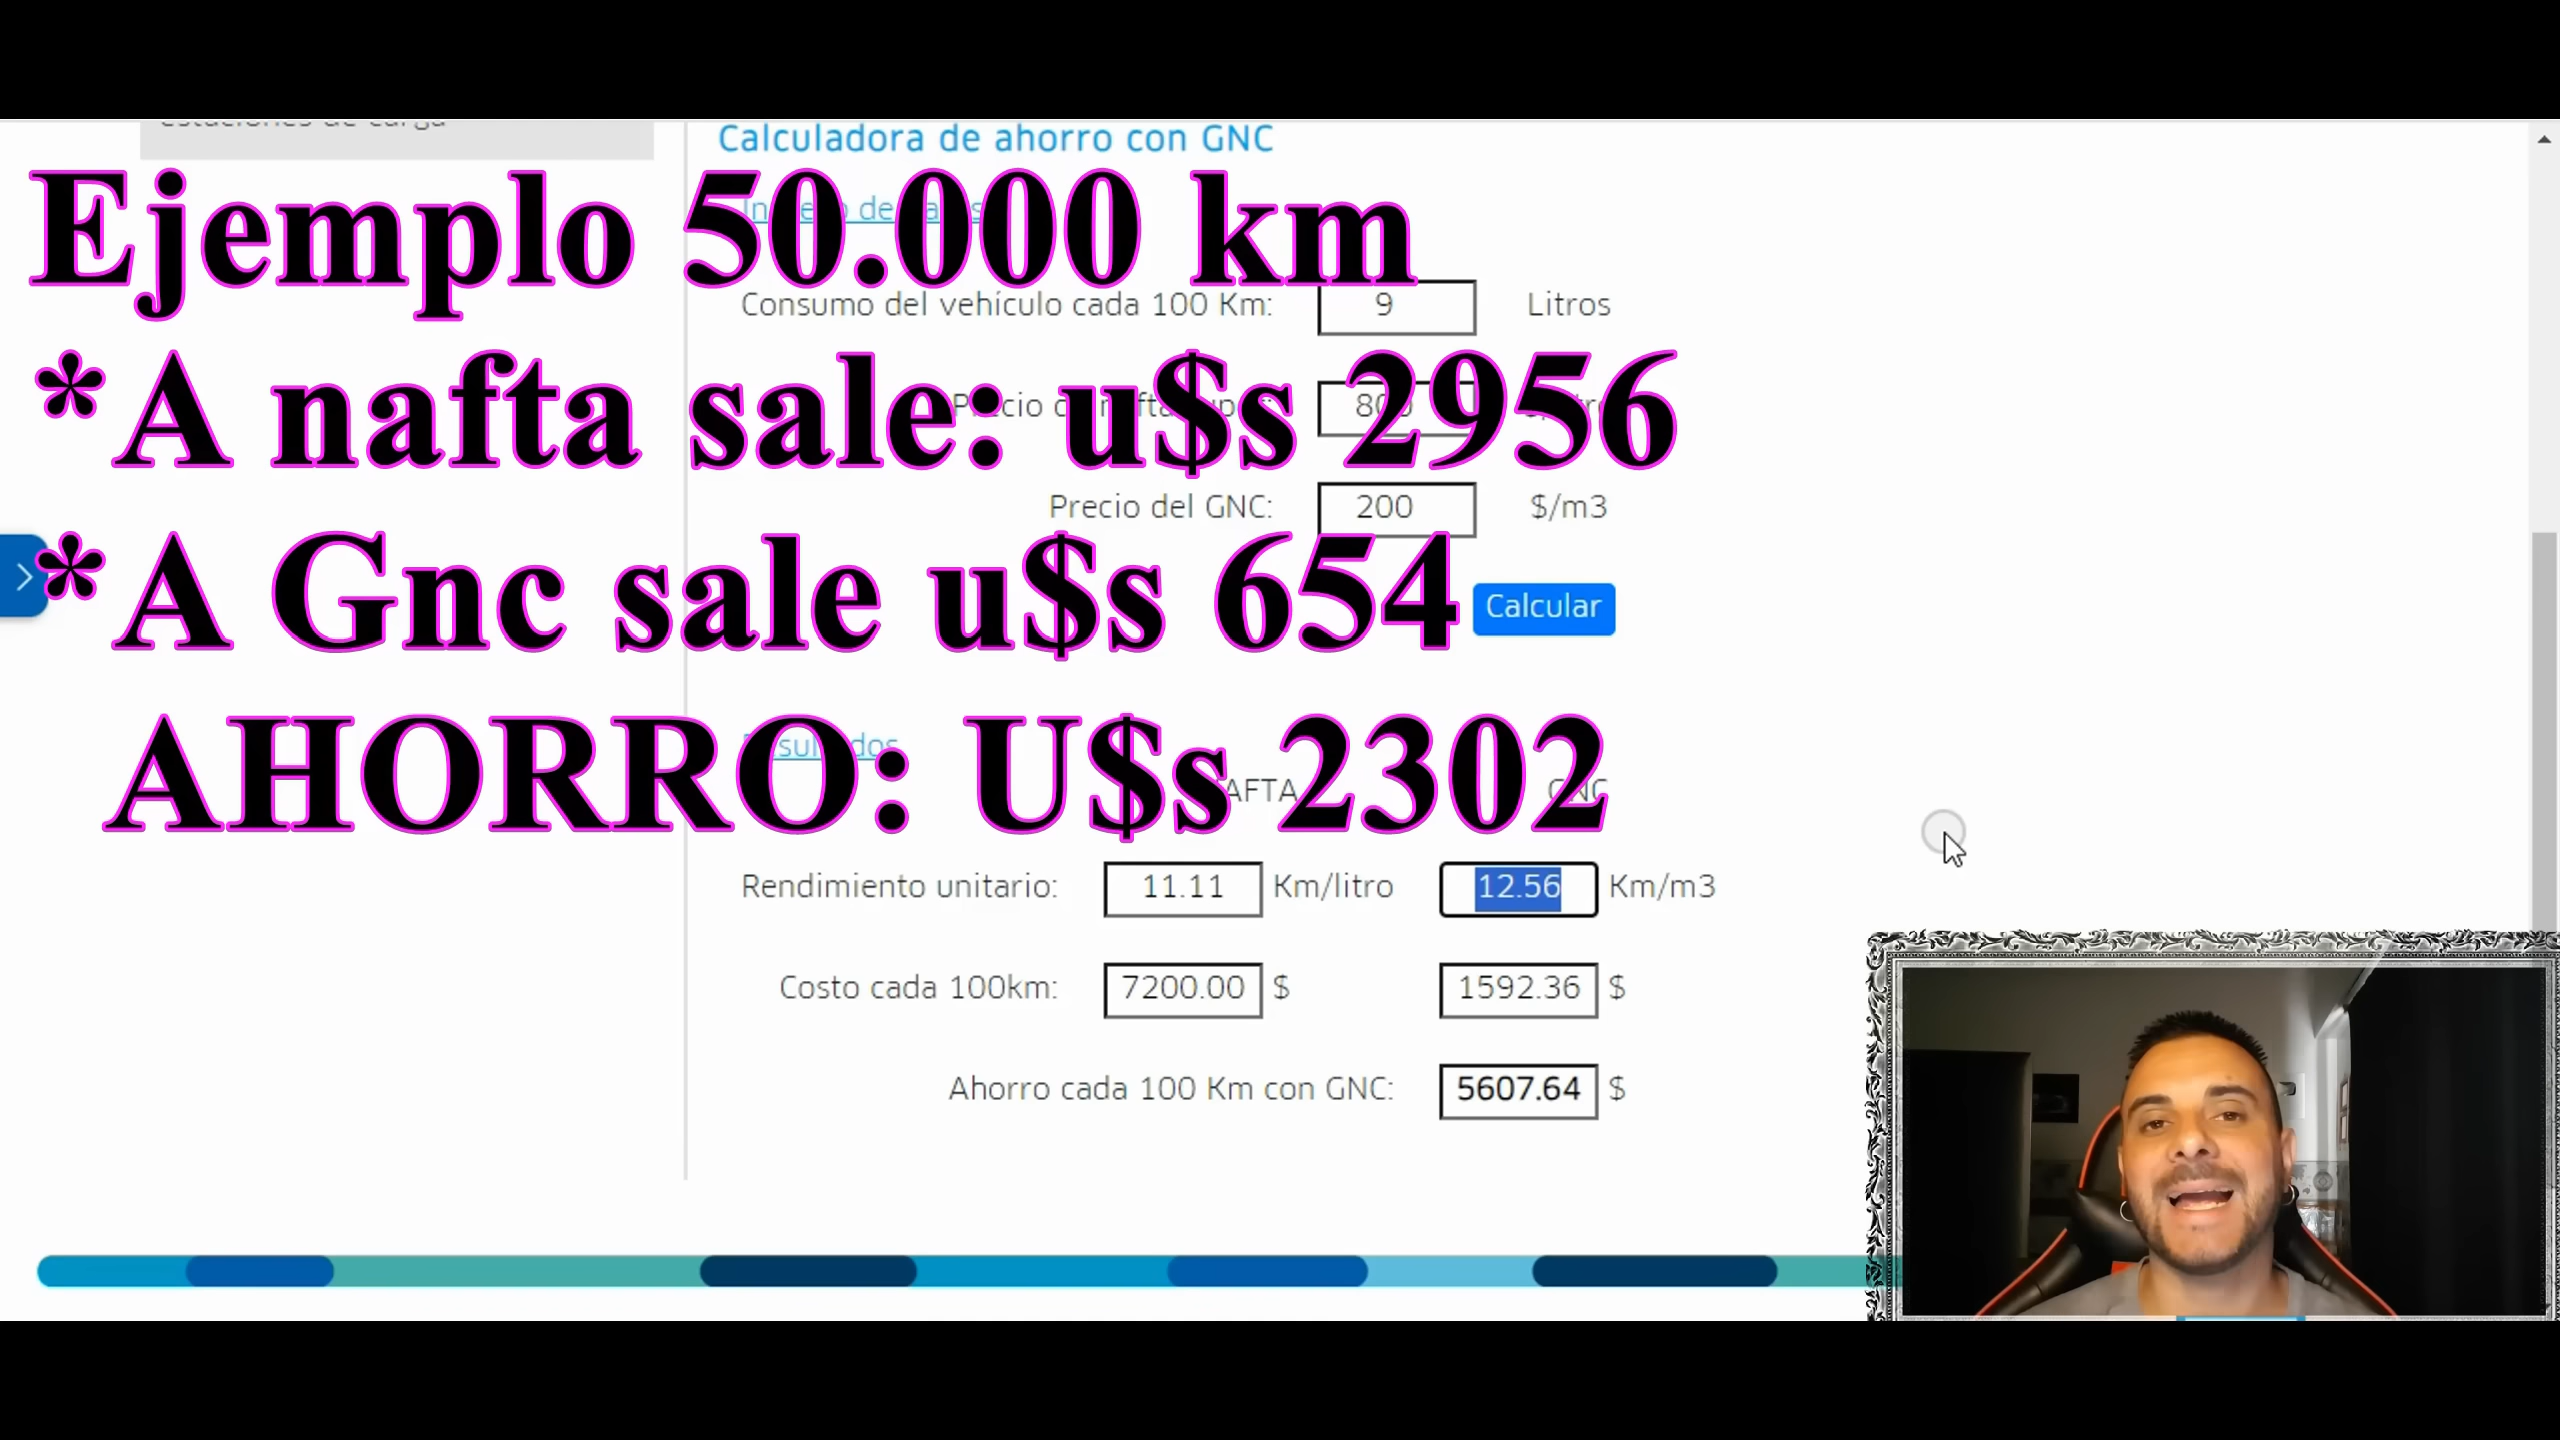 Calculadora de ahorro con GNC
Ejemplo 50.000 km
Consumo del vehículo cada 100 Km: 9 Litros
*A nafta sale: u$s 2956
Precio del GNC: 200 $/m3
*A Gnc sale u$s 654
Calcular
AHORRO: U$s 2302
Rendimiento unitario: 11.11 Km/litro 12.56 Km/m3
Costo cada 100km: 7200.00 $ 1592.36 $
Ahorro cada 100 Km con GNC: 5607.64 $